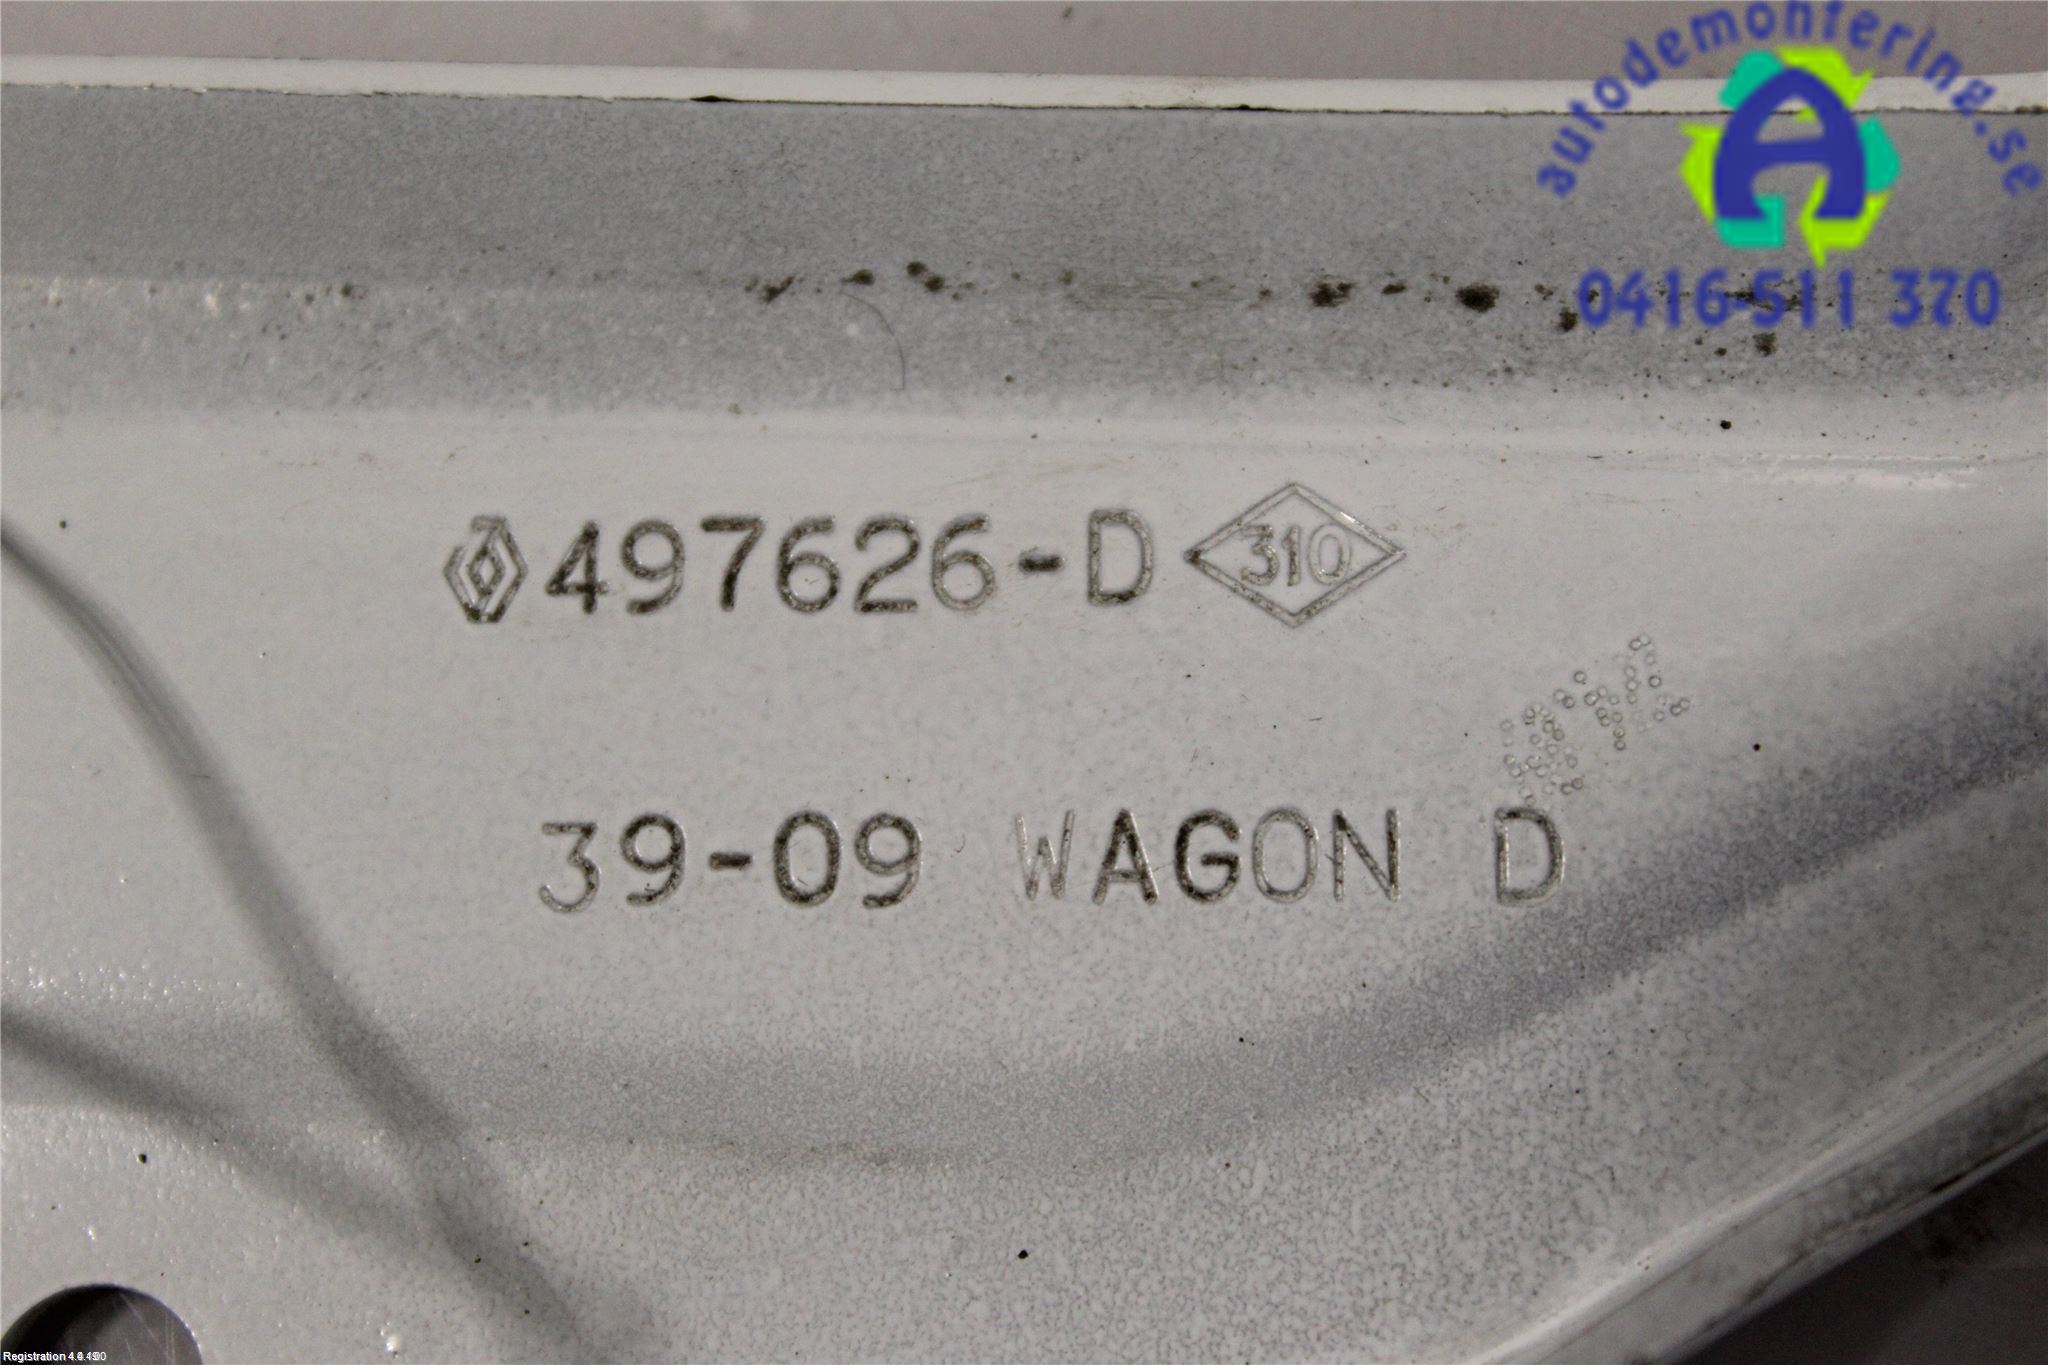 autodemontering.se
A
0416-511 370
497626-D 310
39-09 WAGON D